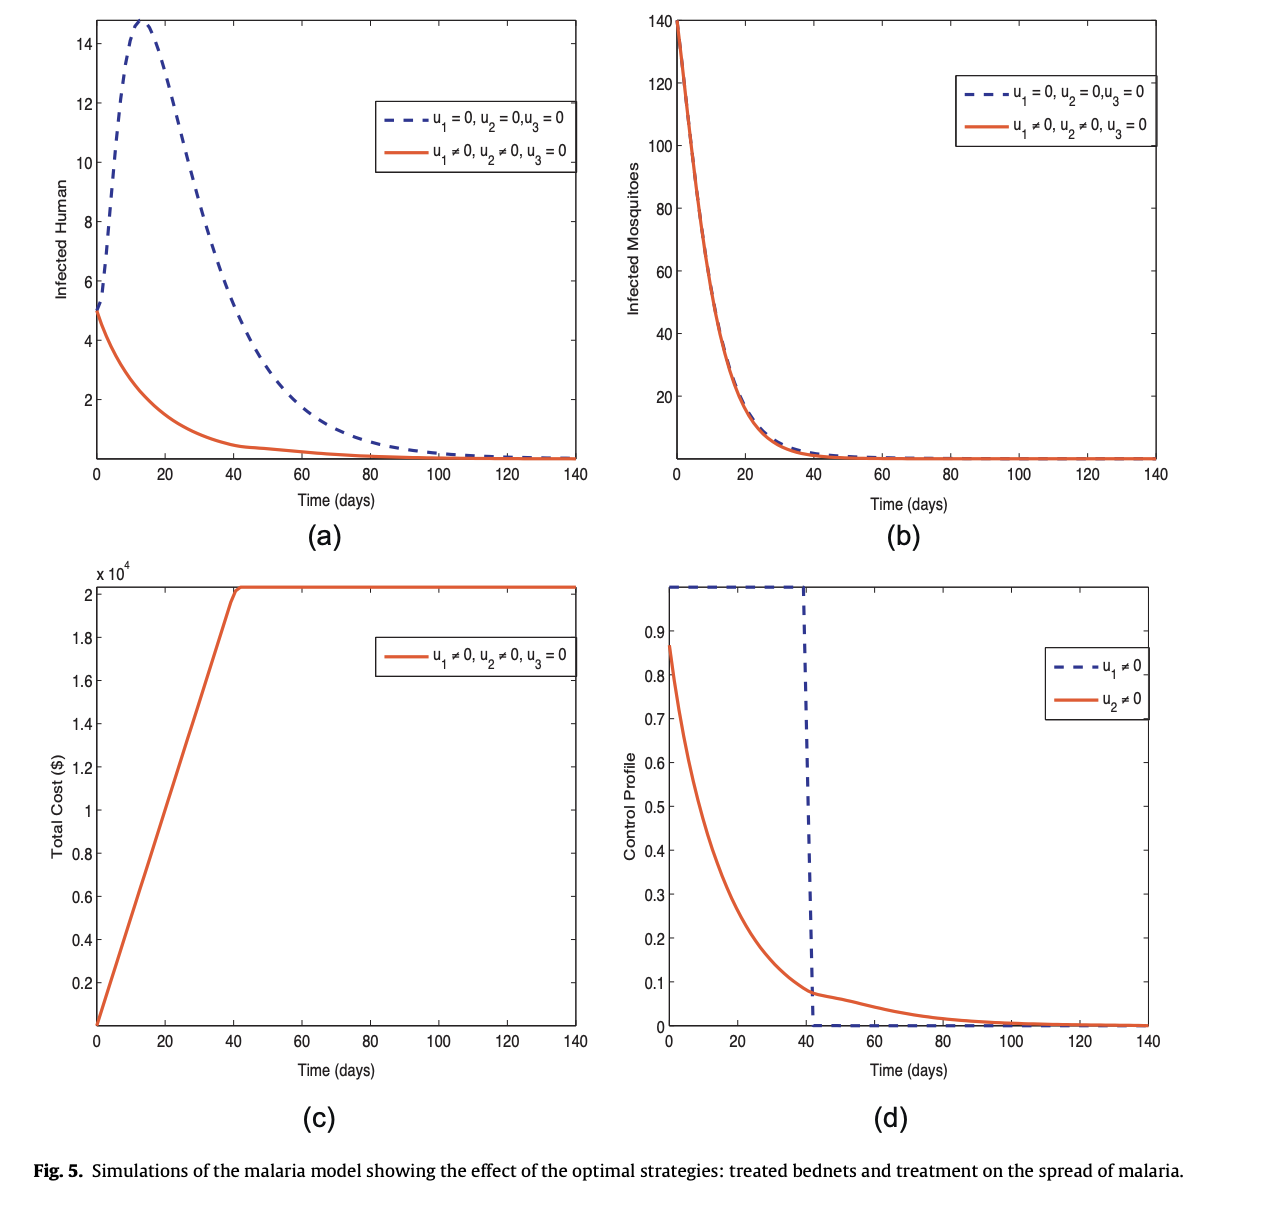 14
12
10
8
6
4
2
0 20 40 60 80 100 120 140
Infected Human
Time (days)
u1 = 0, u2 = 0,u3 = 0
u1 ≠ 0, u2 ≠ 0, u3 = 0
(a)
140
120
100
80
60
40
20
0 20 40 60 80 100 120 140
Infected Mosquitoes
Time (days)
u1 = 0, u2 = 0,u3 = 0
u1 ≠ 0, u2 ≠ 0, u3 = 0
(b)
x 10^4
2
1.8
1.6
1.4
1.2
1
0.8
0.6
0.4
0.2
0 20 40 60 80 100 120 140
Total Cost ($)
Time (days)
u1 ≠ 0, u2 ≠ 0, u3 = 0
(c)
0.9
0.8
0.7
0.6
0.5
0.4
0.3
0.2
0.1
0
0 20 40 60 80 100 120 140
Control Profile
Time (days)
u1 ≠ 0
u2 ≠ 0
(d)
Fig. 5. Simulations of the malaria model showing the effect of the optimal strategies: treated bednets and treatment on the spread of malaria.